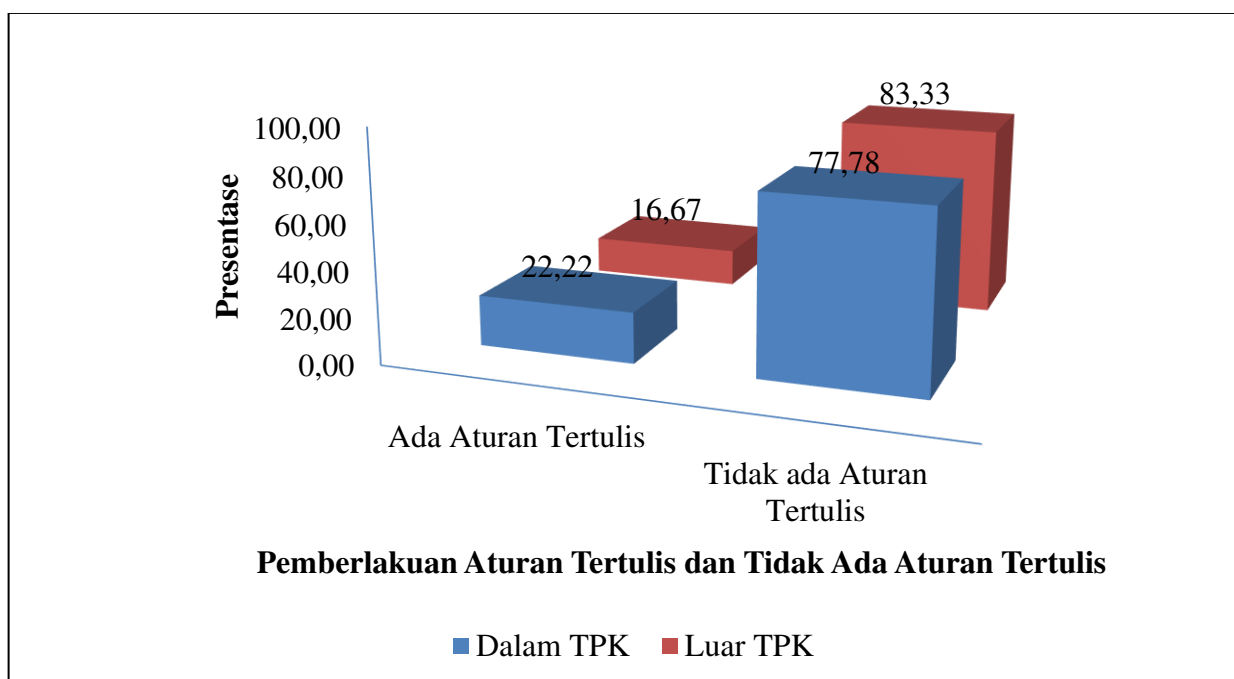 83,33
100,00
77,78
80,00
16,67
60,00
22,22
40,00
20,00
0,00
Presentase
Ada Aturan Tertulis
Tidak ada Aturan
Tertulis
Pemberlakuan Aturan Tertulis dan Tidak Ada Aturan Tertulis
Dalam TPK
Luar TPK